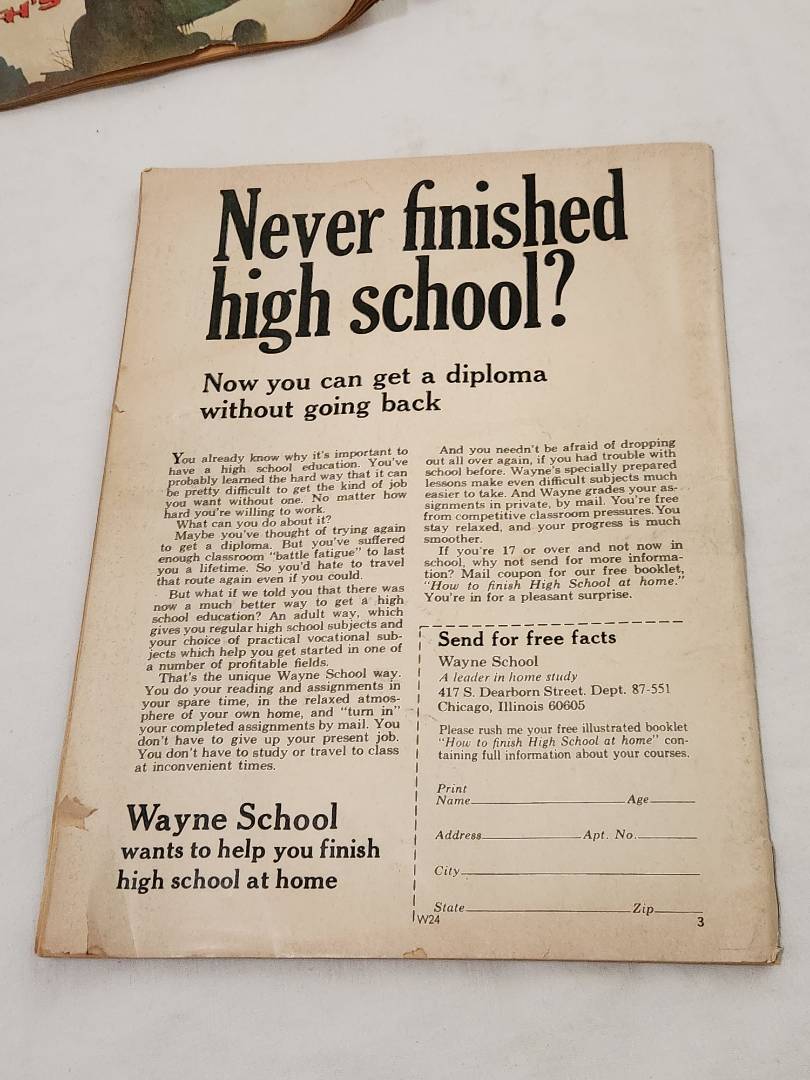 Never finished
high school?
Now you can get a diploma
without going back
You already know why it's important to
have a high school education. You've
probably learned the hard way that it can
be pretty difficult to get the kind of job
you want without one. No matter how
hard you're willing to work.
What can you do about it?
Maybe you've thought of trying again
to get a diploma. But you've suffered
enough classroom "battle fatigue" to last
you a lifetime. So you'd hate to travel
that route again even if you could.
But what if we told you that there was
now a much better way to get a high
school education? An adult way, which
gives you regular high school subjects and
your choice of practical vocational sub-
jects which help you get started in one of
a number of profitable fields.
That's the unique Wayne School way.
You do your reading and assignments in
your spare time, in the relaxed atmos-
phere of your own home, and "turn in"
your completed assignments by mail. You
don't have to give up your present job.
You don't have to study or travel to class
at inconvenient times.
Wayne School
wants to help you finish
high school at home
And you needn't be afraid of dropping
out all over again, if you had trouble with
school before. Wayne's specially prepared
lessons make even difficult subjects much
easier to take. And Wayne grades your as-
signments in private, by mail. You're free
from competitive classroom pressures. You
stay relaxed, and your progress is much
smoother.
If you're 17 or over and not now in
school, why not send for more informa-
tion? Mail coupon for our free booklet,
"How to finish High School at home."
You're in for a pleasant surprise.
Send for free facts
Wayne School
A leader in home study
417 S. Dearborn Street. Dept. 87-551
Chicago, Illinois 60605
Please rush me your free illustrated booklet
"How to finish High School at home" con-
taining full information about your courses.
Print
Name Age
Address Apt. No.
City
State Zip
W24 3